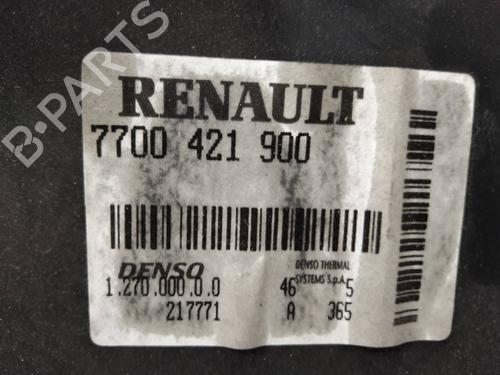 B-PARTS
RENAULT
7700 421 900
DENSO
DENSO THERMAL
SYSTEMS S.p.A.
1.270.000.0.0 46 5
217771 A 365